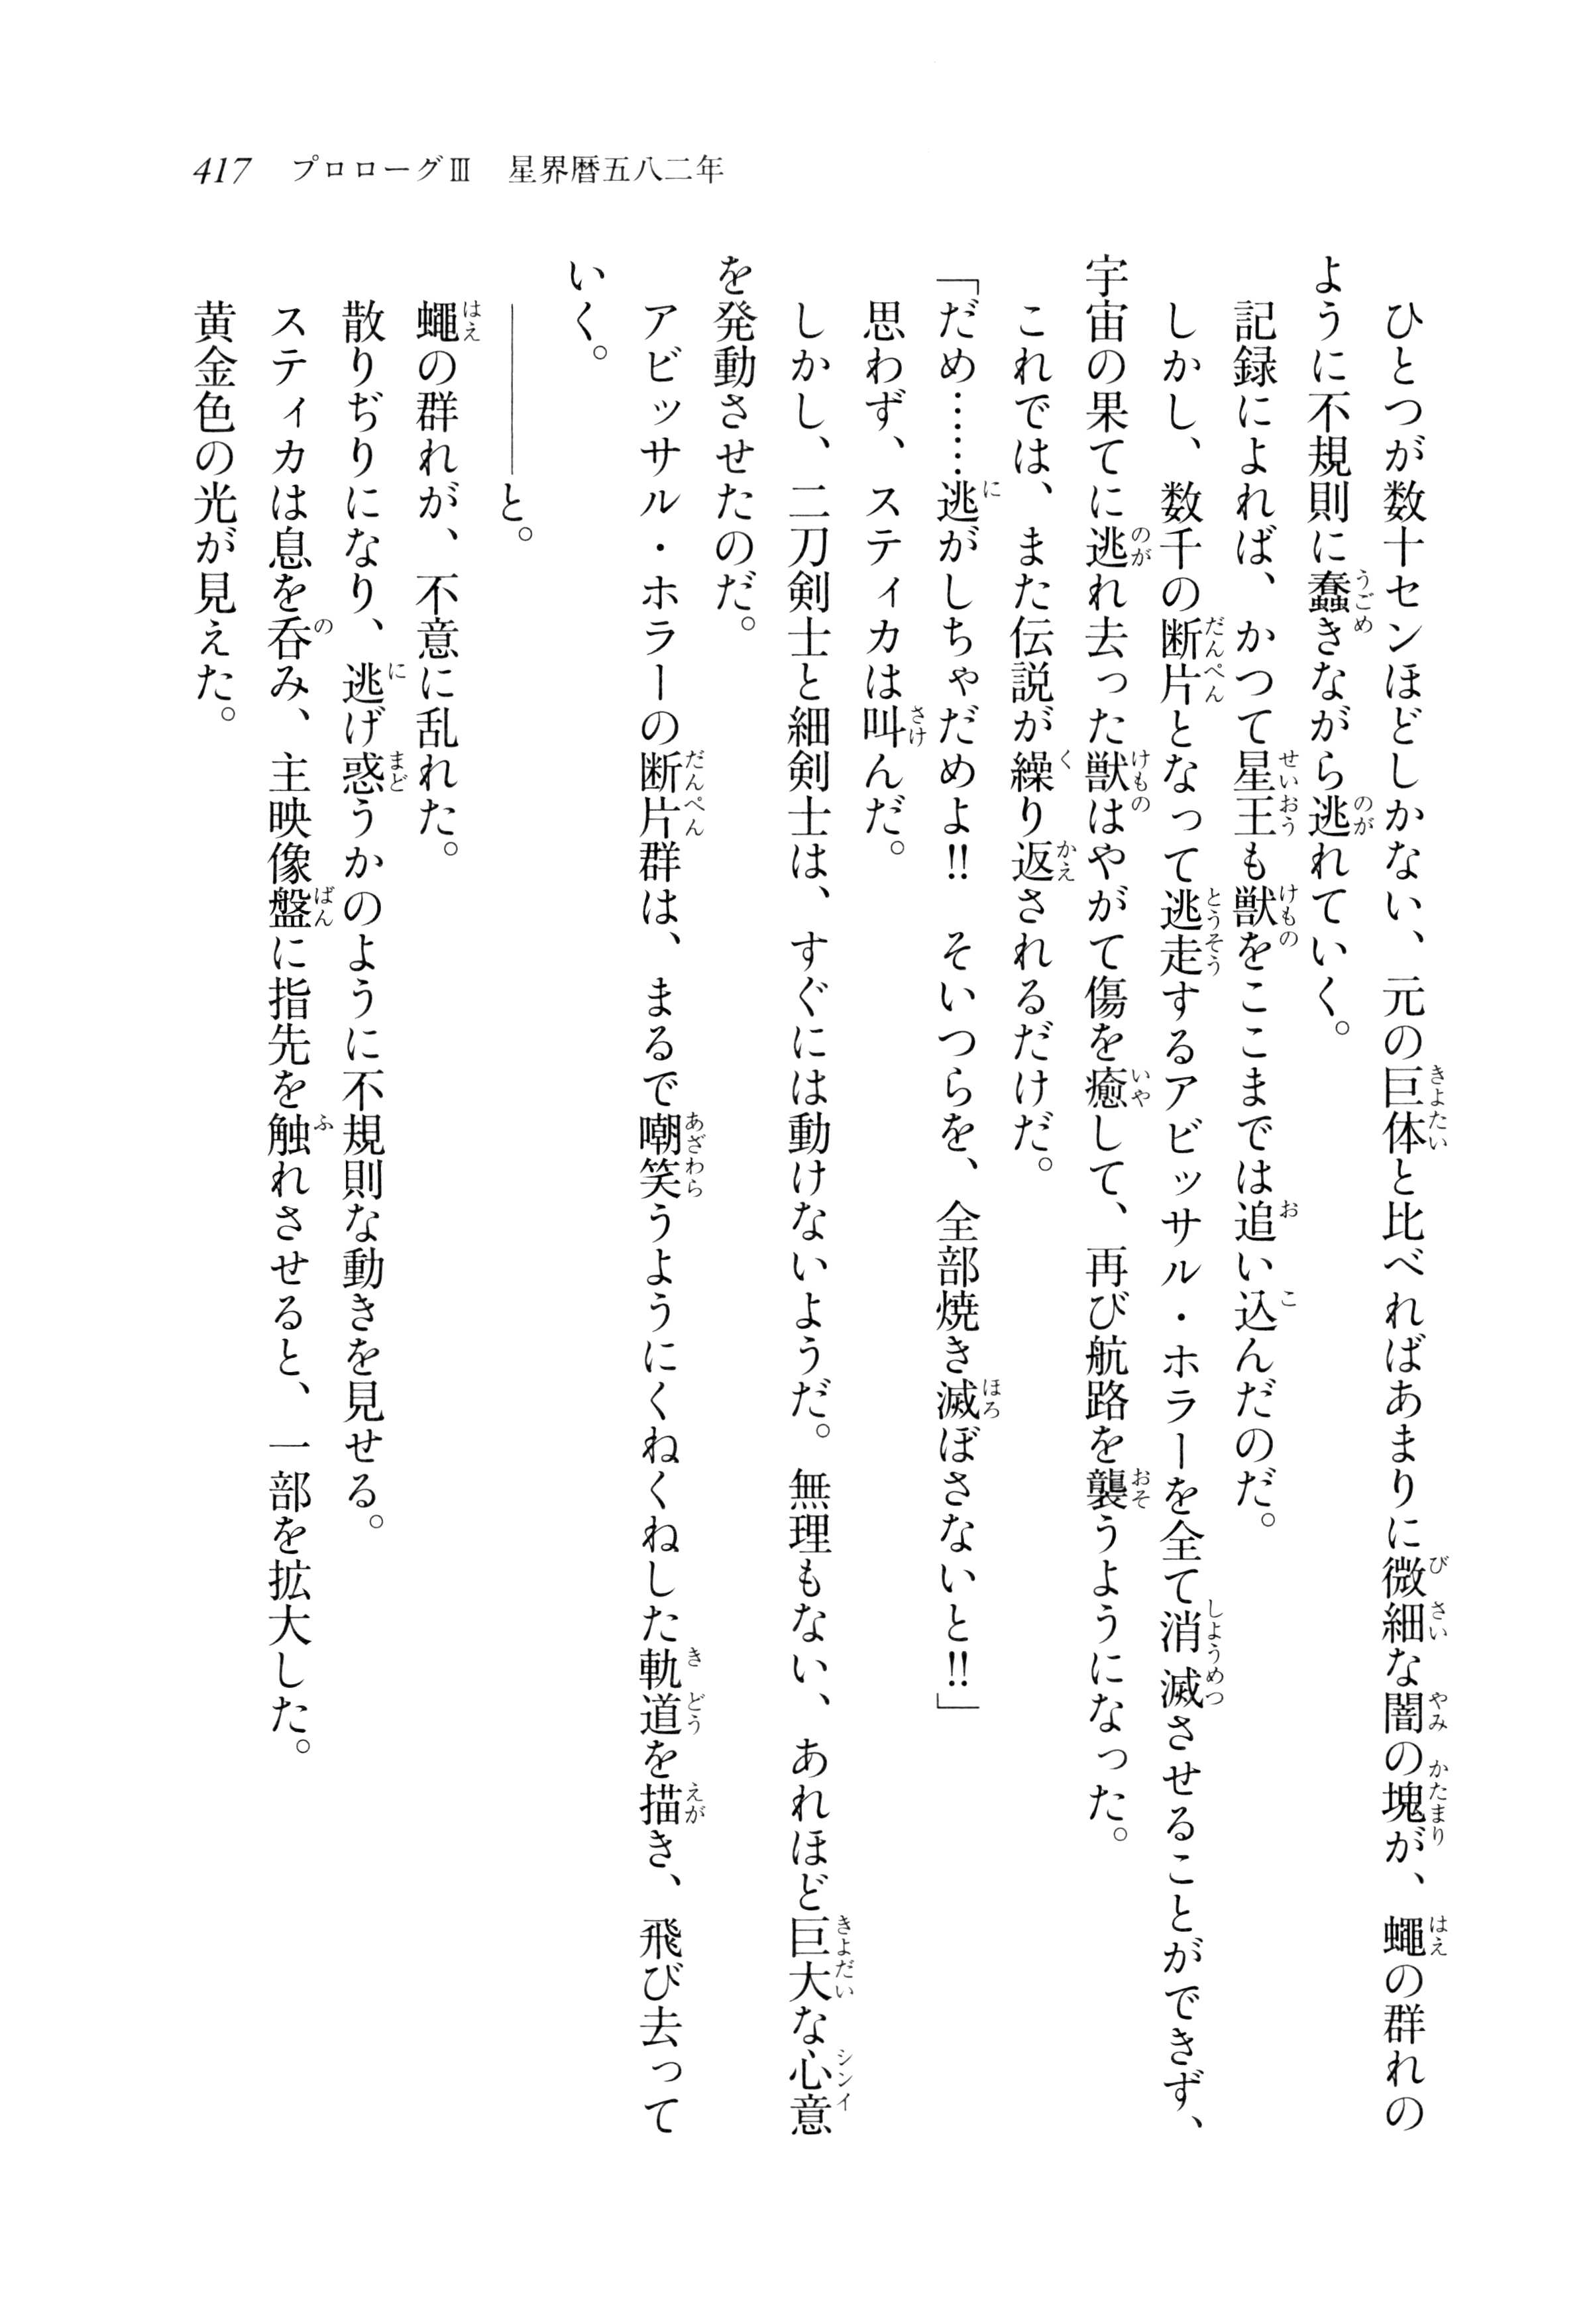 417　プロローグⅢ　星界暦五八二年
　ひとつが数十センほどしかない、元の巨体と比べればあまりに微細な闇の塊が、蠅の群れの
ように不規則に蠢きながら逃れていく。
　記録によれば、かつて星王も獣をここまでは追い込んだのだ。
　しかし、数千の断片となって逃走するアビッサル・ホラーを全て消滅させることができず、
宇宙の果てに逃れ去った獣はやがて傷を癒して、再び航路を襲うようになった。
　これでは、また伝説が繰り返されるだけだ。
「だめ……逃がしちゃだめよ!!　そいつらを、全部焼き滅ぼさないと!!」
　思わず、スティカは叫んだ。
　しかし、二刀剣士と細剣士は、すぐには動けないようだ。無理もない、あれほど巨大な心意
を発動させたのだ。
　アビッサル・ホラーの断片群は、まるで嘲笑うようにくねくねした軌道を描き、飛び去って
いく。
　――――と。
　蠅の群れが、不意に乱れた。
　散りぢりになり、逃げ惑うかのように不規則な動きを見せる。
　スティカは息を呑み、主映像盤に指先を触れさせると、一部を拡大した。
　黄金色の光が見えた。